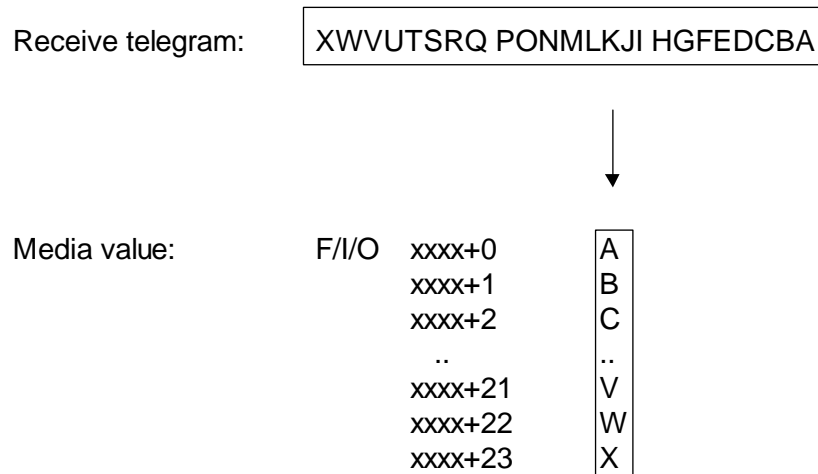 Receive telegram: XWVUTSRQ PONMLKJI HGFEDCBA
Media value: F/I/O xxxx+0 A
xxxx+1 B
xxxx+2 C
.. ..
xxxx+21 V
xxxx+22 W
xxxx+23 X